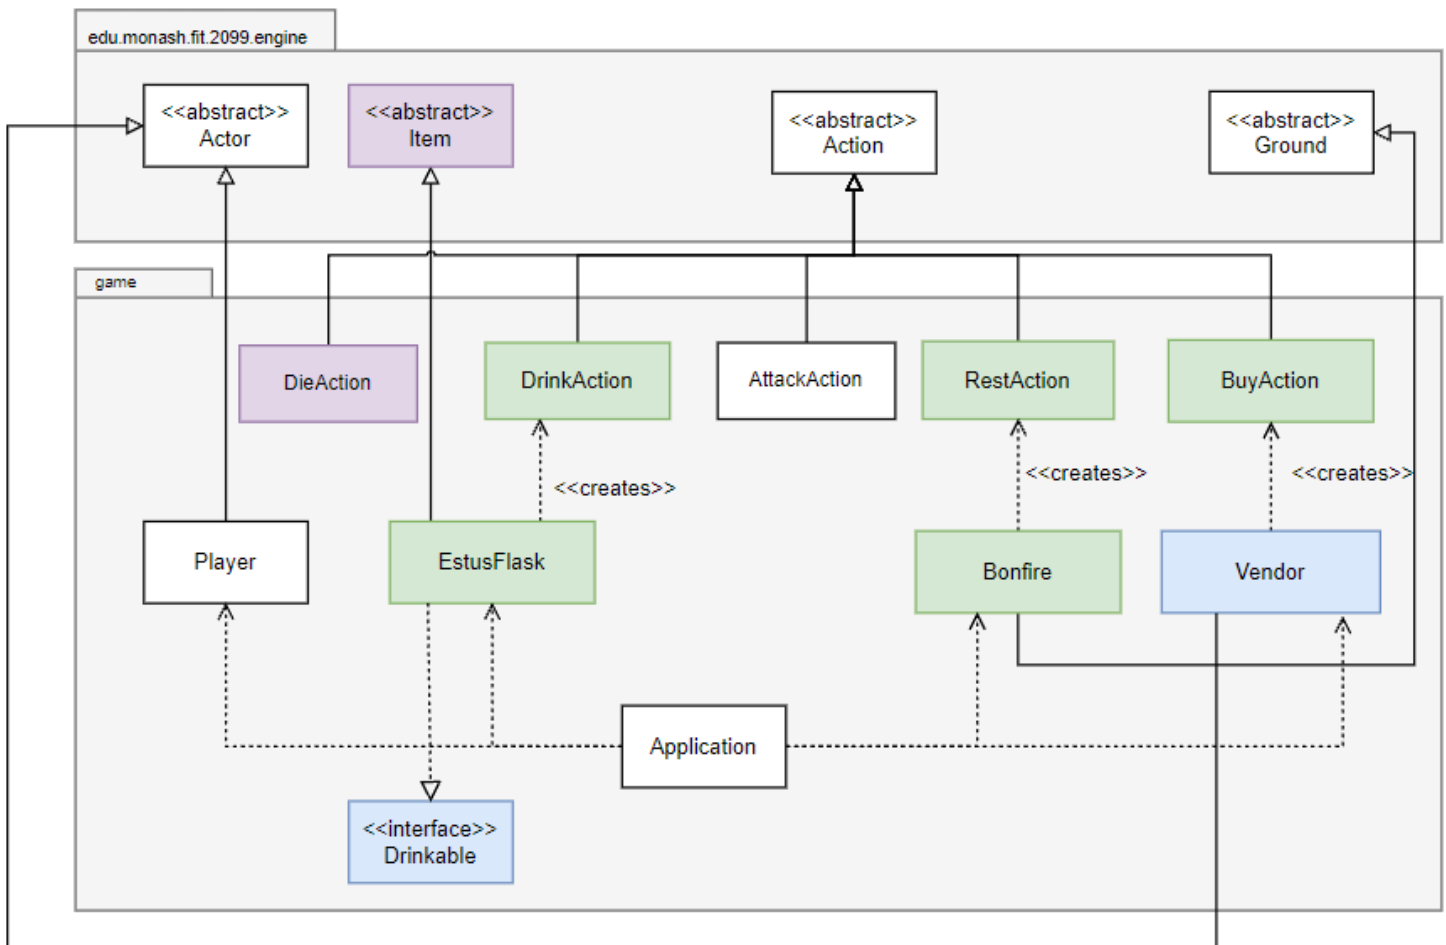 edu.monash.fit.2099.engine
<<abstract>>
Actor
<<abstract>>
Item
<<abstract>>
Action
<<abstract>>
Ground
game
DieAction
DrinkAction
AttackAction
RestAction
BuyAction
<<creates>>
<<creates>>
<<creates>>
Player
EstusFlask
Bonfire
Vendor
Application
<<interface>>
Drinkable